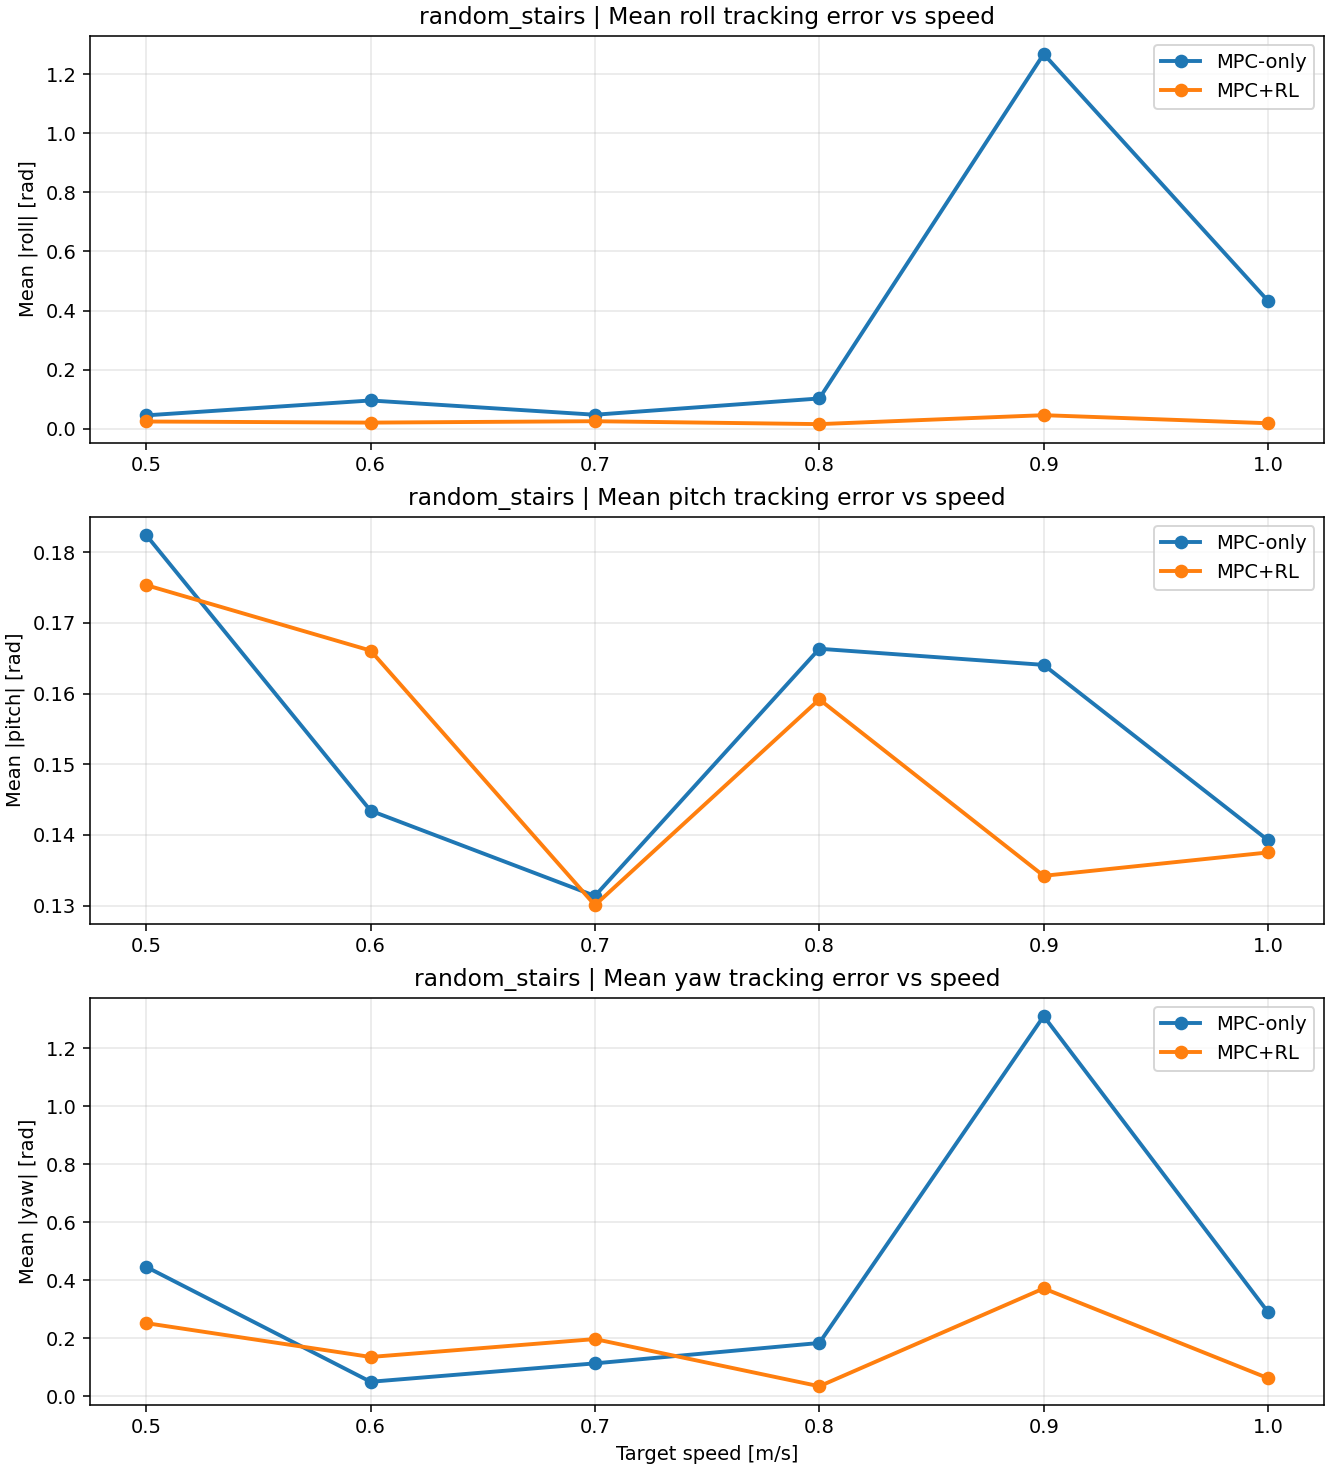 random_stairs | Mean roll tracking error vs speed
Mean |roll| [rad]
1.2
1.0
0.8
0.6
0.4
0.2
0.0
MPC-only
MPC+RL
0.5 0.6 0.7 0.8 0.9 1.0
random_stairs | Mean pitch tracking error vs speed
Mean |pitch| [rad]
0.18
0.17
0.16
0.15
0.14
0.13
MPC-only
MPC+RL
0.5 0.6 0.7 0.8 0.9 1.0
random_stairs | Mean yaw tracking error vs speed
Mean |yaw| [rad]
1.2
1.0
0.8
0.6
0.4
0.2
0.0
MPC-only
MPC+RL
0.5 0.6 0.7 0.8 0.9 1.0
Target speed [m/s]